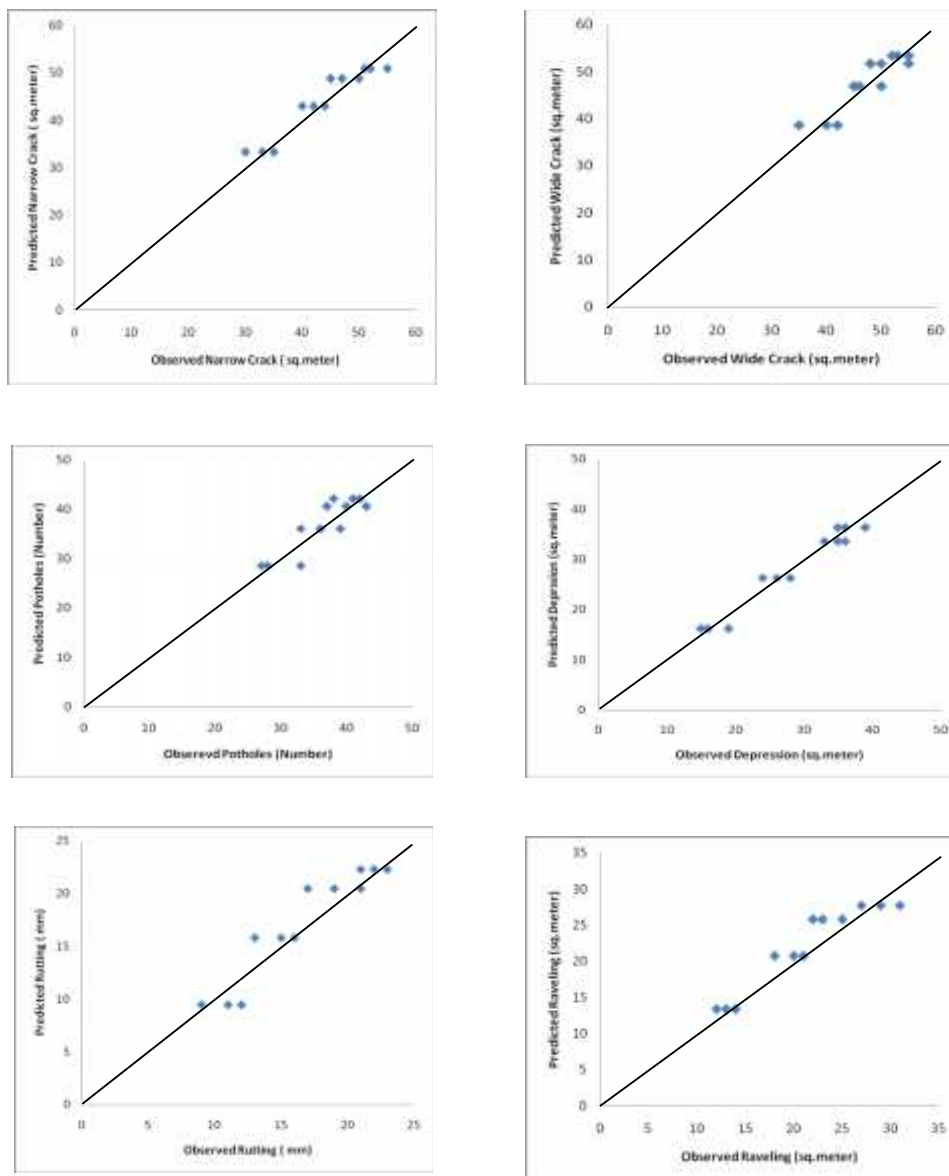 Predicted Narrow Crack ( sq.meter)
60
50
40
30
20
10
0
0 10 20 30 40 50 60
Observed Narrow Crack ( sq.meter)
Predicted Wide Crack (sq.meter)
60
50
40
30
20
10
0
0 10 20 30 40 50 60
Observed Wide Crack (sq.meter)
Predicted Potholes (Number)
50
40
30
20
10
0
0 10 20 30 40 50
Obserevd Potholes (Number)
Predicted Depression (sq.meter)
50
40
30
20
10
0
0 10 20 30 40 50
Observed Depression (sq.meter)
Predicted Rutting ( mm)
25
20
15
10
5
0
0 5 10 15 20 25
Observed Rutting ( mm)
Predicted Raveling (sq.meter)
35
30
25
20
15
10
5
0
0 5 10 15 20 25 30 35
Observed Raveling (sq.meter)